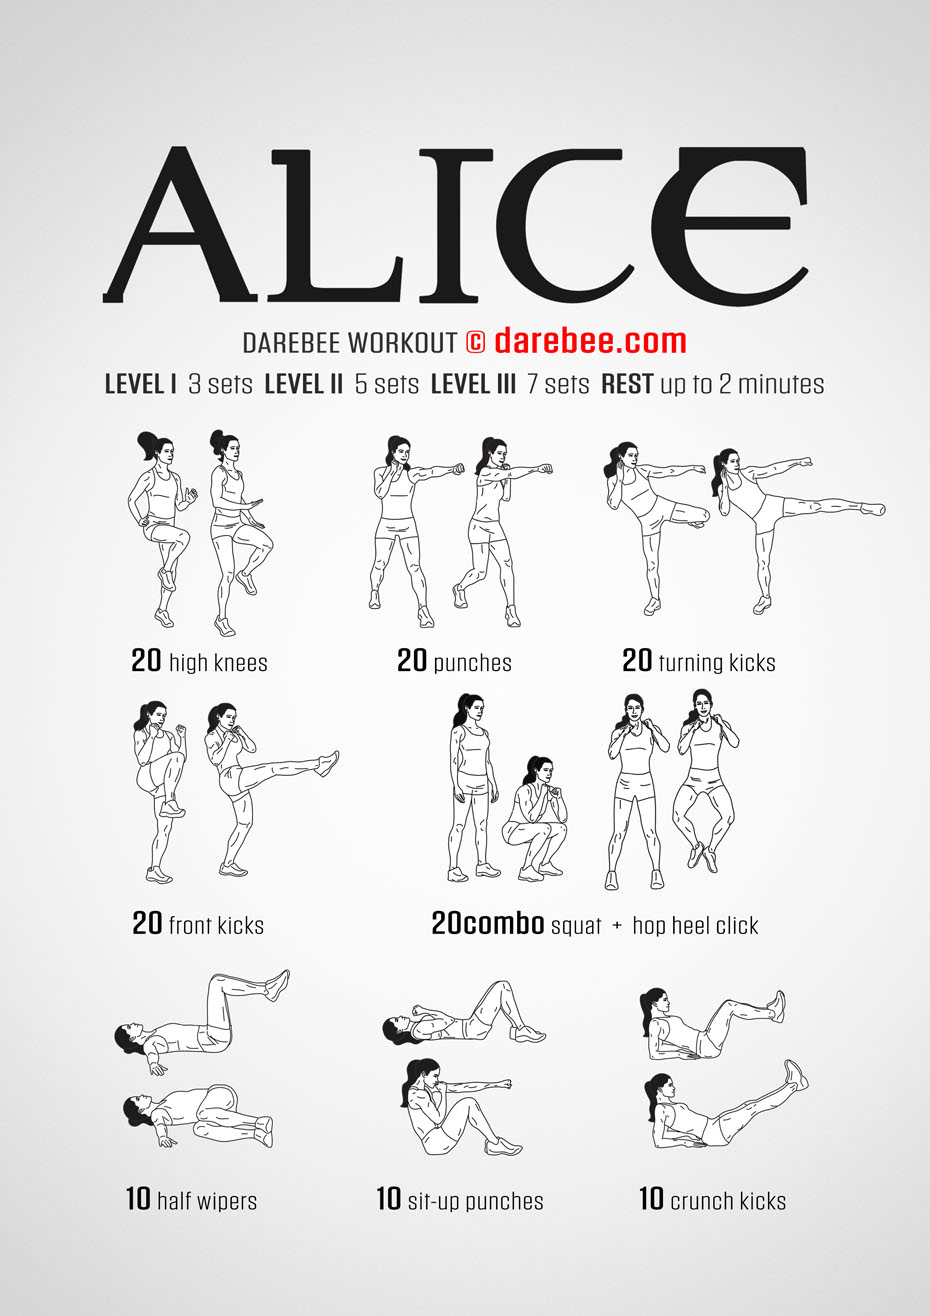 ALICE
DAREBEE WORKOUT © darebee.com
LEVEL I 3 sets LEVEL II 5 sets LEVEL III 7 sets REST up to 2 minutes
20 high knees
20 punches
20 turning kicks
20 front kicks
20combo squat + hop heel click
10 half wipers
10 sit-up punches
10 crunch kicks